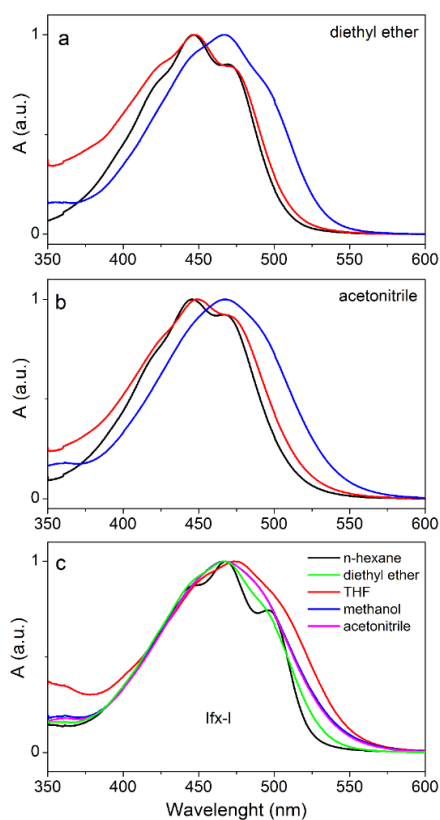 a
diethyl ether
A (a.u.)
1
0
350 400 450 500 550 600
b
acetonitrile
A (a.u.)
1
0
350 400 450 500 550 600
c
n-hexane
diethyl ether
THF
methanol
acetonitrile
A (a.u.)
1
0
Ifx-I
350 400 450 500 550 600
Wavelenght (nm)